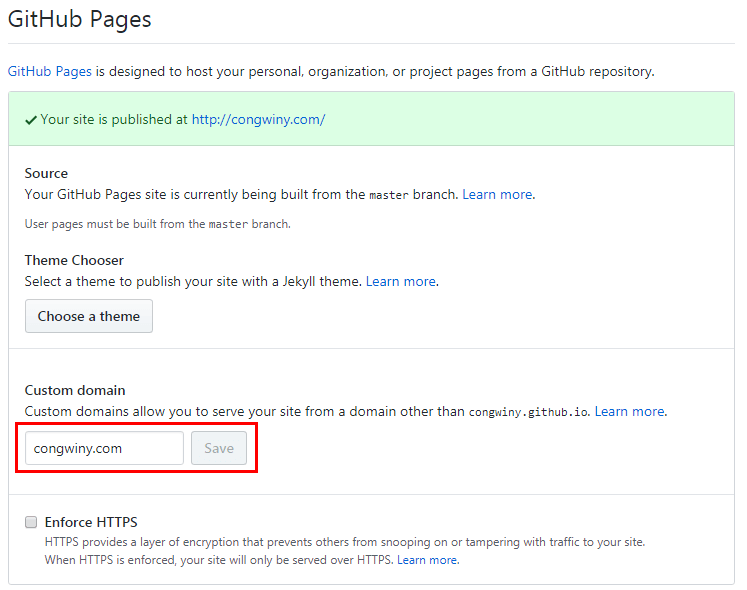 GitHub Pages
GitHub Pages is designed to host your personal, organization, or project pages from a GitHub repository.
Your site is published at http://congwiny.com/
Source
Your GitHub Pages site is currently being built from the master branch. Learn more.
User pages must be built from the master branch.
Theme Chooser
Select a theme to publish your site with a Jekyll theme. Learn more.
Choose a theme
Custom domain
Custom domains allow you to serve your site from a domain other than congwiny.github.io. Learn more.
congwiny.com Save
Enforce HTTPS
HTTPS provides a layer of encryption that prevents others from snooping on or tampering with traffic to your site.
When HTTPS is enforced, your site will only be served over HTTPS. Learn more.